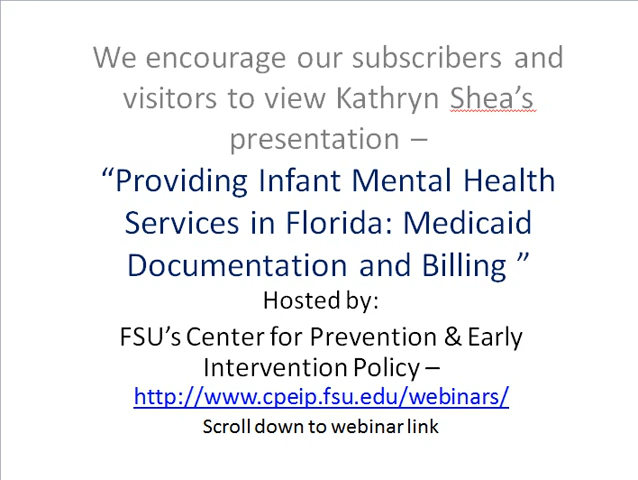 We encourage our subscribers and
visitors to view Kathryn Shea's
presentation –
“Providing Infant Mental Health
Services in Florida: Medicaid
Documentation and Billing ”
Hosted by:
FSU's Center for Prevention & Early
Intervention Policy –
http://www.cpeip.fsu.edu/webinars/
Scroll down to webinar link